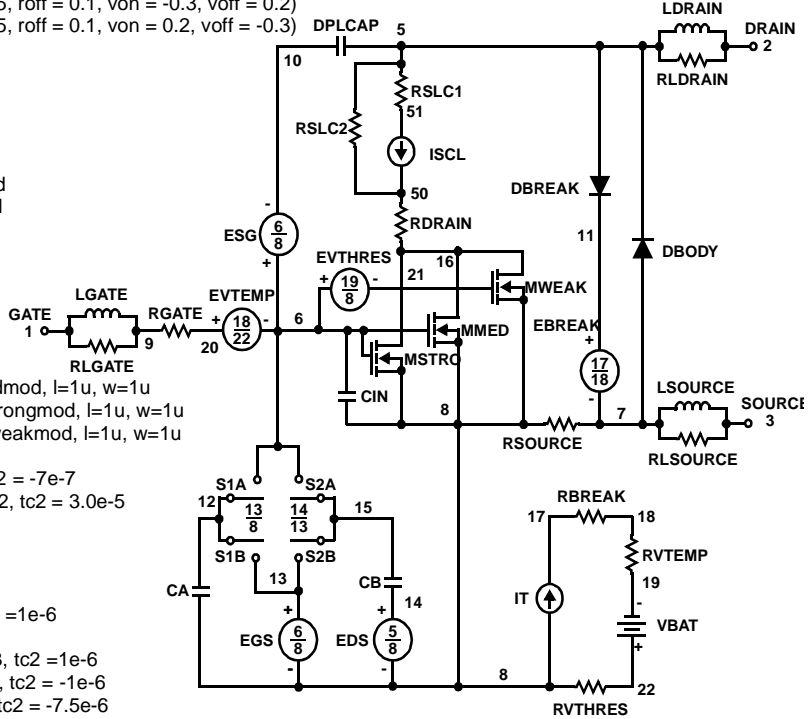 5, roff = 0.1, von = -0.3, voff = 0.2)
5, roff = 0.1, von = 0.2, voff = -0.3)
LDRAIN
DPLCAP 5 DRAIN
10 2
RLDRAIN
RSLC1
51
RSLC2
ISCL
50
DBREAK
RDRAIN
ESG 6 8
11
DBODY
EVTHRES
16
21
19 8
MWEAK
LGATE
EVTEMP
RGATE
GATE 1
18 22
6
MMED
EBREAK
9 20
MSTRO
17 18
RLGATE
CIN
LSOURCE
dmod, l=1u, w=1u
rongmod, l=1u, w=1u
veakmod, l=1u, w=1u
8
7
SOURCE
3
RSOURCE
RLSOURCE
2 = -7e-7
2, tc2 = 3.0e-5
S1A S2A
12 13 8 14 13 15
RBREAK
17 18
S1B S2B
13
RVTEMP
CA CB
19
14
IT
VBAT
=1e-6
EGS 6 8 EDS 5 8
3, tc2 =1e-6
, tc2 = -1e-6
tc2 = -7.5e-6
8
22
RVTHRES
+ - + - + - + - + - + - + - - +